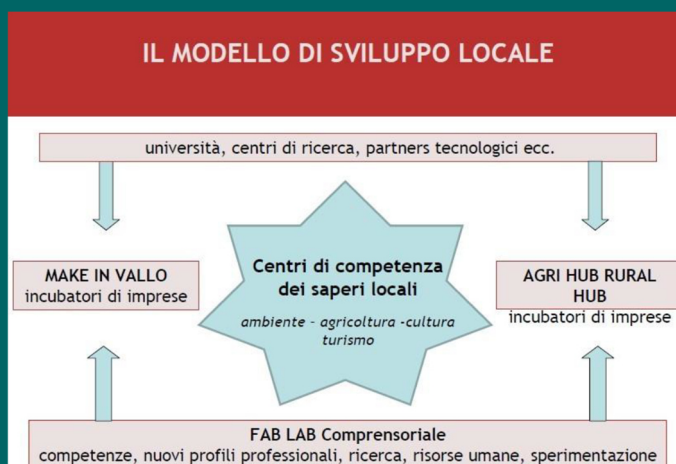 IL MODELLO DI SVILUPPO LOCALE
università, centri di ricerca, partners tecnologici ecc.
MAKE IN VALLO
incubatori di imprese
Centri di competenza
dei saperi locali
ambiente - agricoltura -cultura
turismo
AGRI HUB RURAL
HUB
incubatori di imprese
FAB LAB Comprensoriale
competenze, nuovi profili professionali, ricerca, risorse umane, sperimentazione